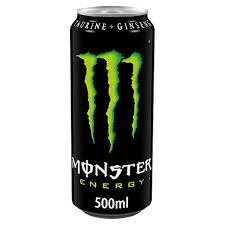 TAURINE + GINSENG
MONSTER
ENERGY
500ml